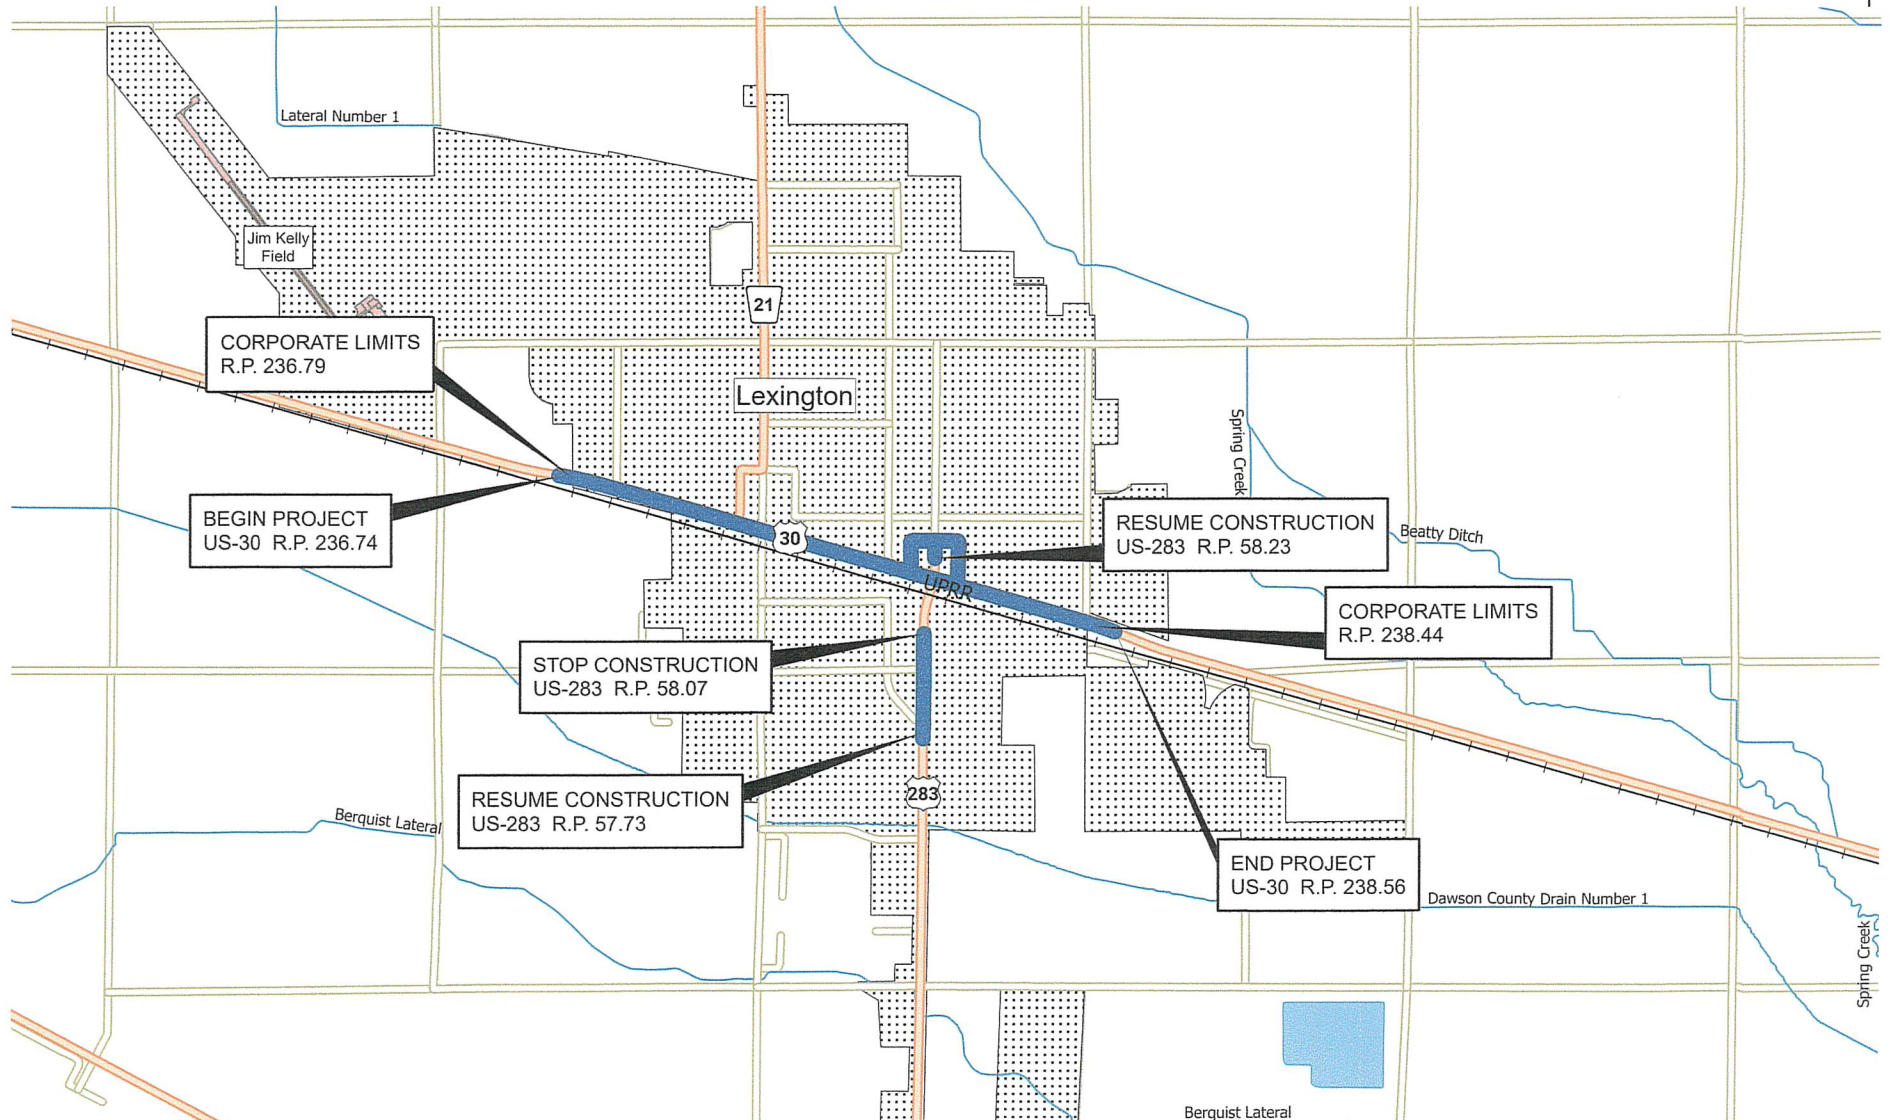 Lateral Number 1
Jim Kelly
Field
21
CORPORATE LIMITS
R.P. 236.79
Lexington
Spring Creek
BEGIN PROJECT
US-30 R.P. 236.74
30
RESUME CONSTRUCTION
US-283 R.P. 58.23
Beatty Ditch
UPRR
CORPORATE LIMITS
R.P. 238.44
STOP CONSTRUCTION
US-283 R.P. 58.07
RESUME CONSTRUCTION
US-283 R.P. 57.73
283
Berquist Lateral
END PROJECT
US-30 R.P. 238.56
Dawson County Drain Number 1
Spring Creek
Berquist Lateral